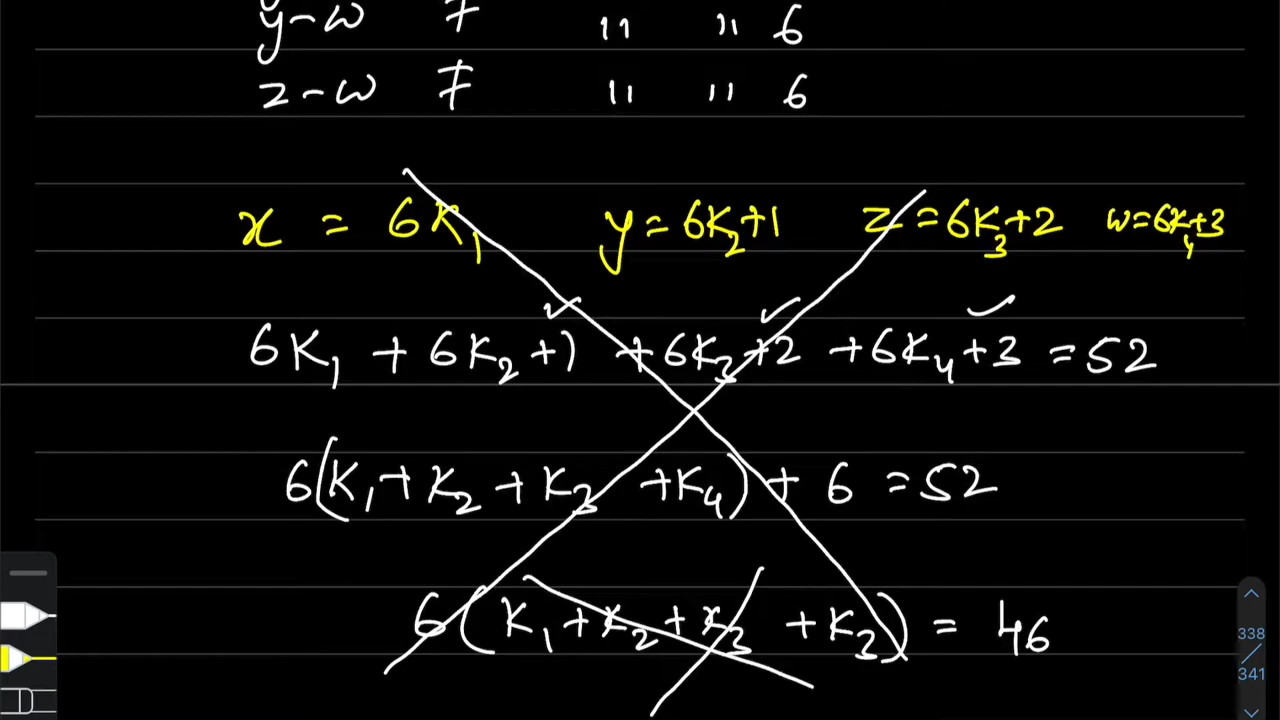 y-w ≠ 11 11 6
z-w ≠ 11 11 6
x = 6K₁ y=6K₂+1 z=6K₃+2 w=6K₄+3
6K₁ + 6K₂+1 +6K₃+2 +6K₄+3 =52
6(K₁+K₂+K₃ +K₄)+ 6 =52
6(K₁+K₂+K₃ +K₃) = 46
338
341